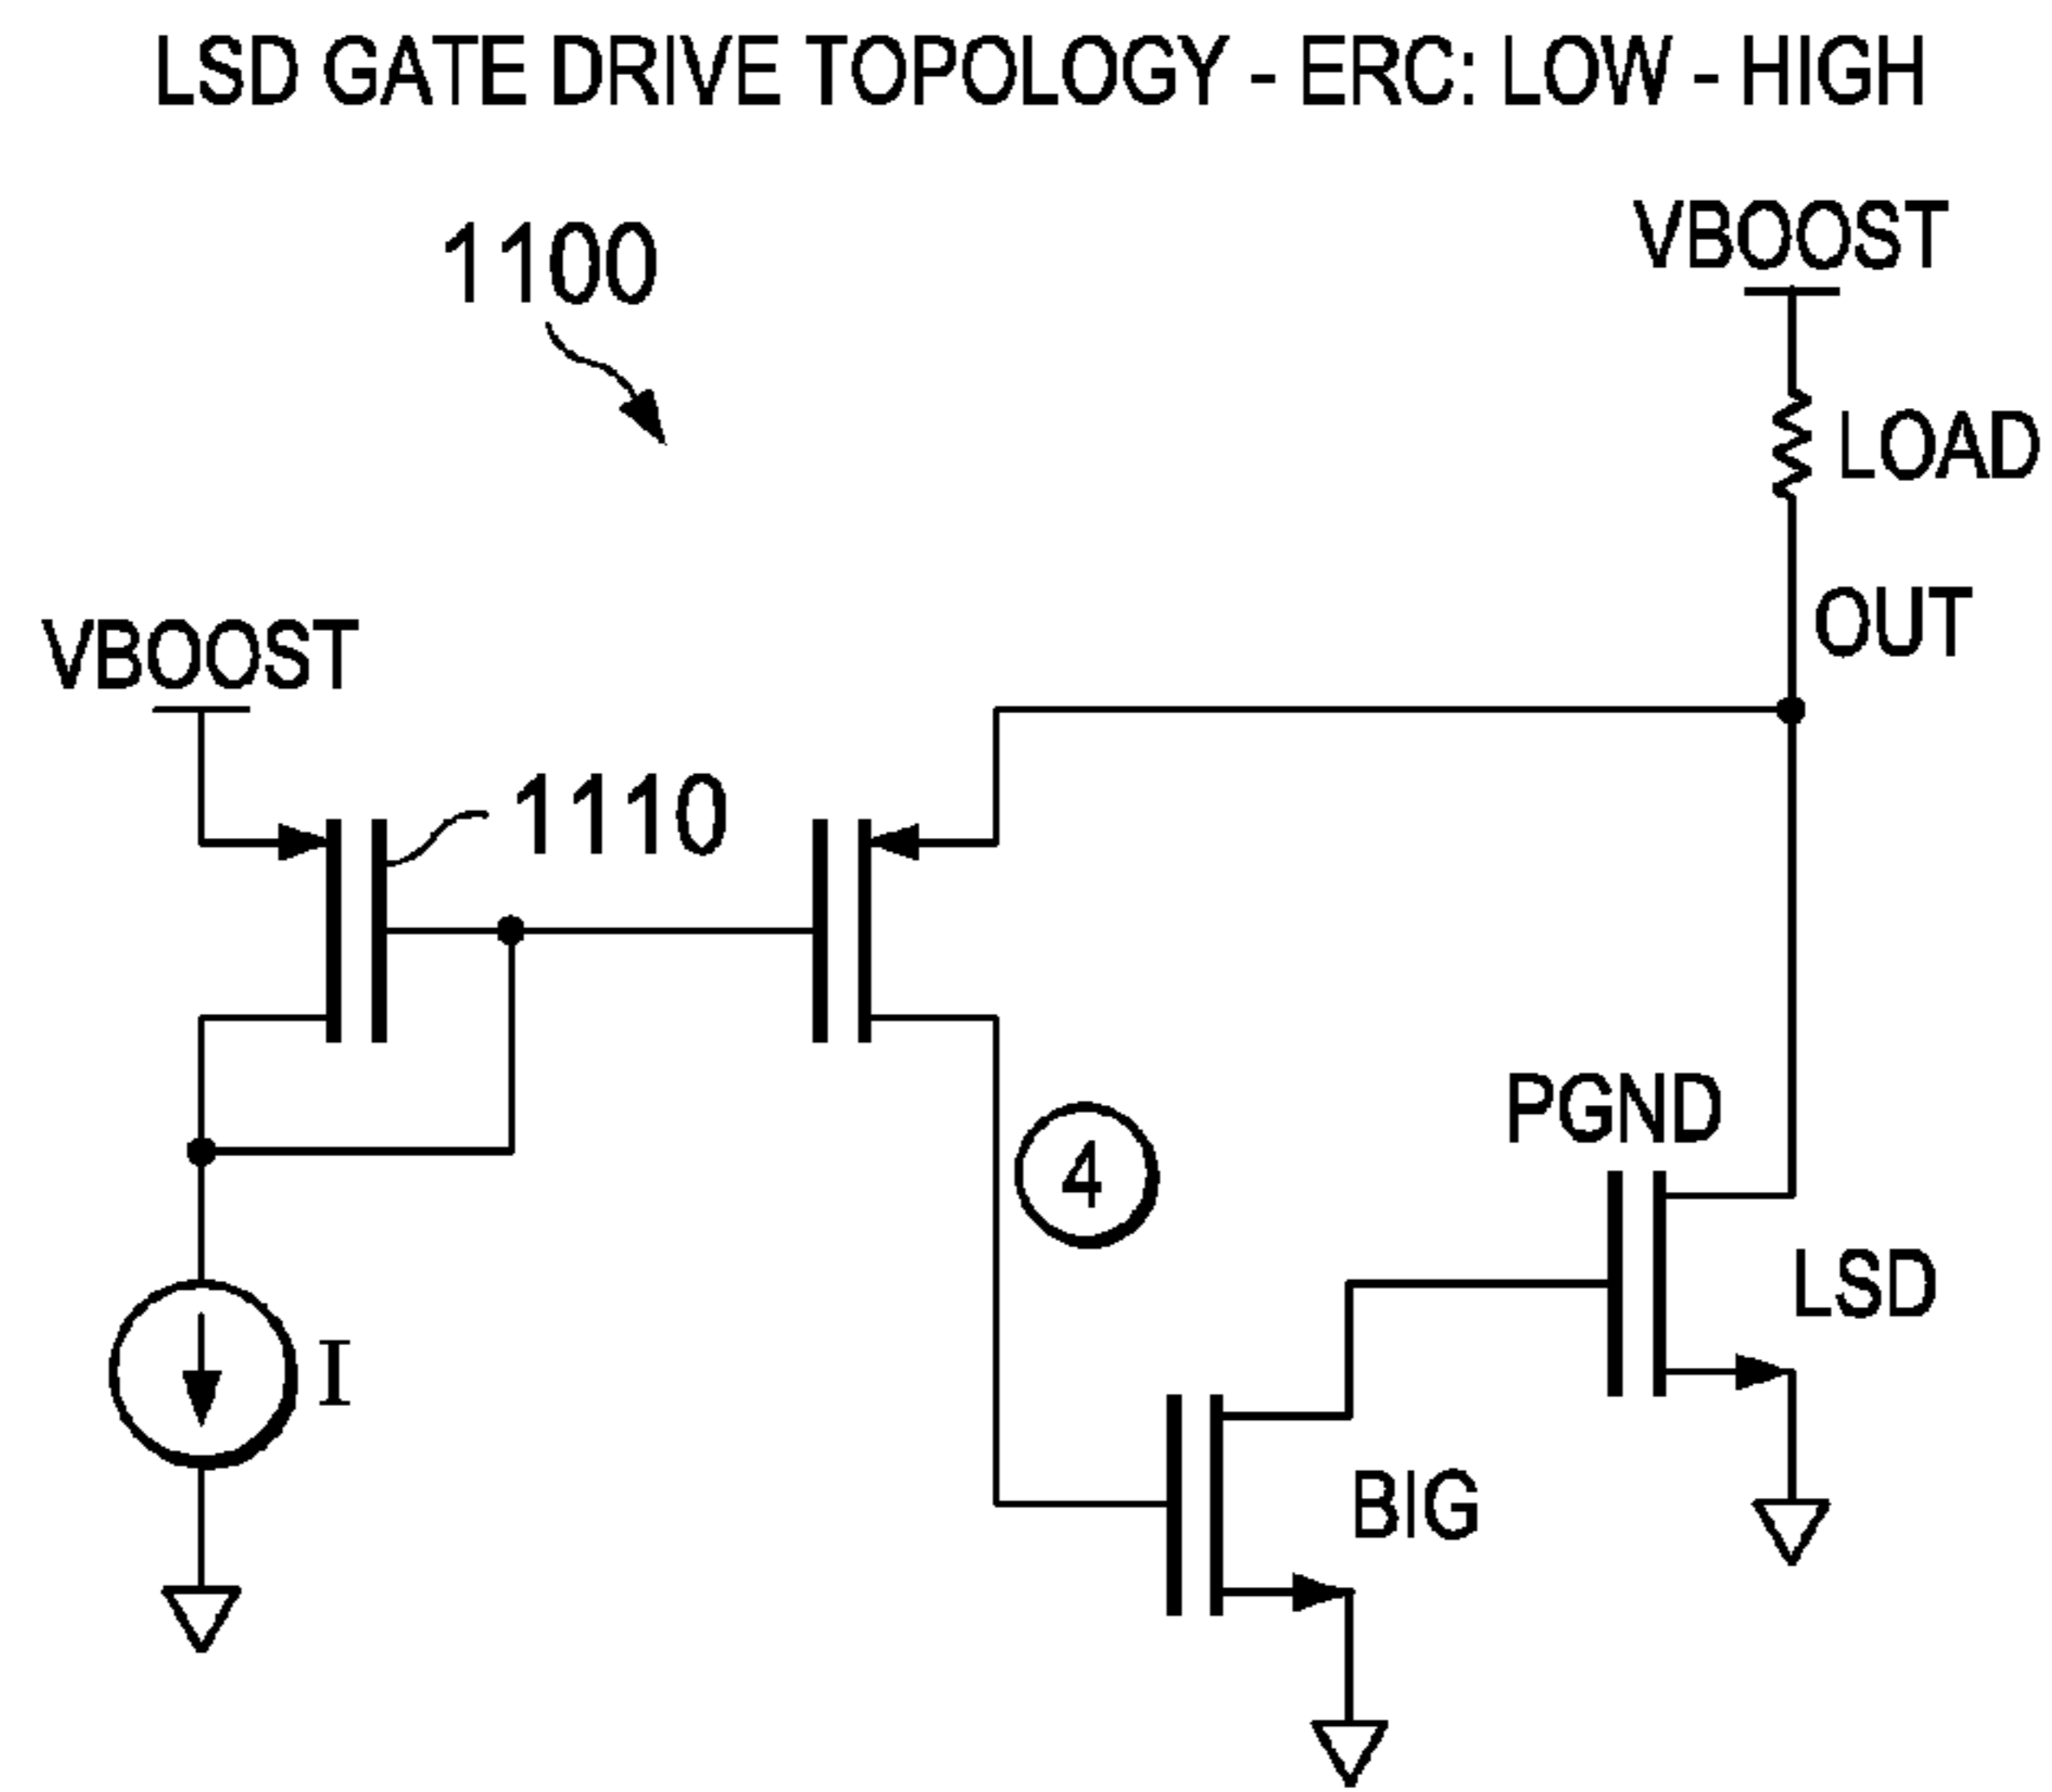 LSD GATE DRIVE TOPOLOGY - ERC: LOW - HIGH
1100
VBOOST
LOAD
OUT
VBOOST
1110
4
PGND
LSD
I
BIG